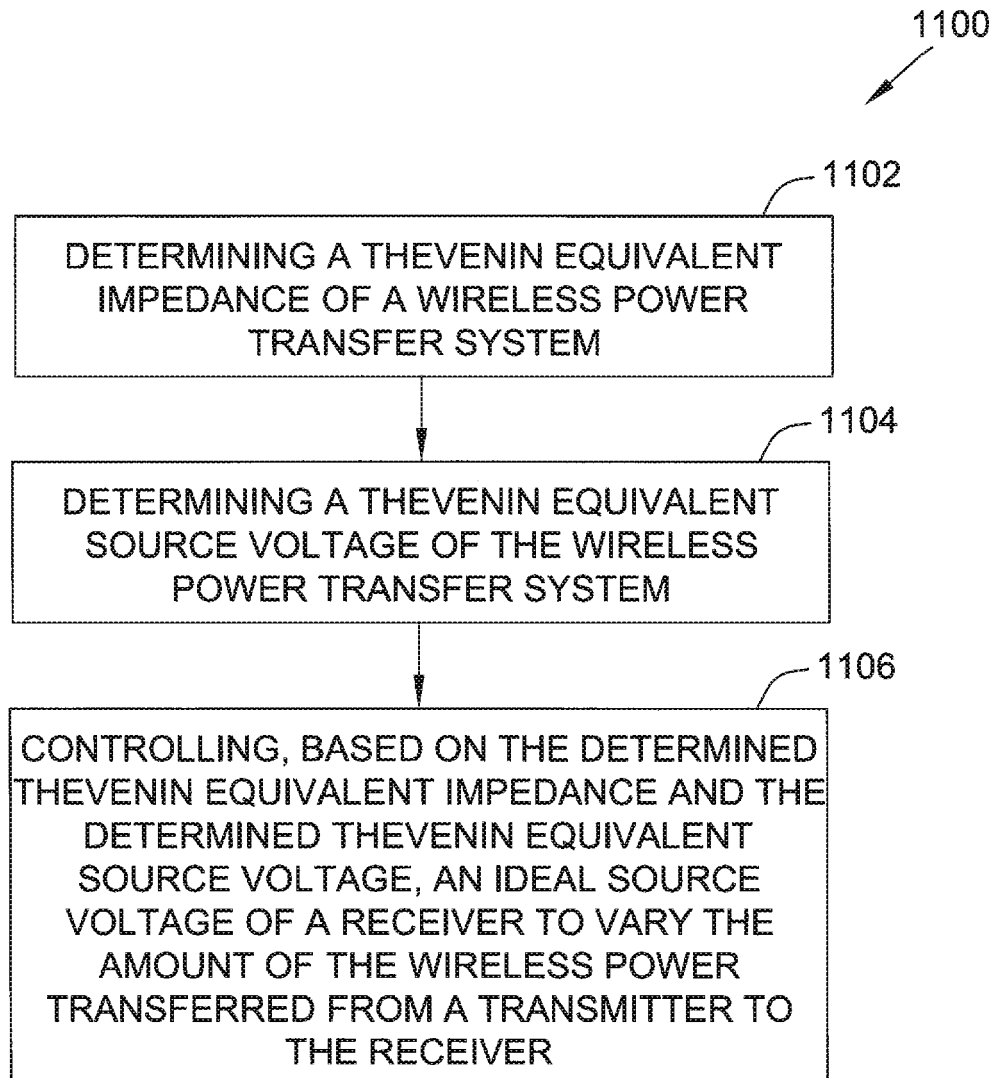 1100
1102
DETERMINING A THEVENIN EQUIVALENT
IMPEDANCE OF A WIRELESS POWER
TRANSFER SYSTEM
1104
DETERMINING A THEVENIN EQUIVALENT
SOURCE VOLTAGE OF THE WIRELESS
POWER TRANSFER SYSTEM
1106
CONTROLLING, BASED ON THE DETERMINED
THEVENIN EQUIVALENT IMPEDANCE AND THE
DETERMINED THEVENIN EQUIVALENT
SOURCE VOLTAGE, AN IDEAL SOURCE
VOLTAGE OF A RECEIVER TO VARY THE
AMOUNT OF THE WIRELESS POWER
TRANSFERRED FROM A TRANSMITTER TO
THE RECEIVER